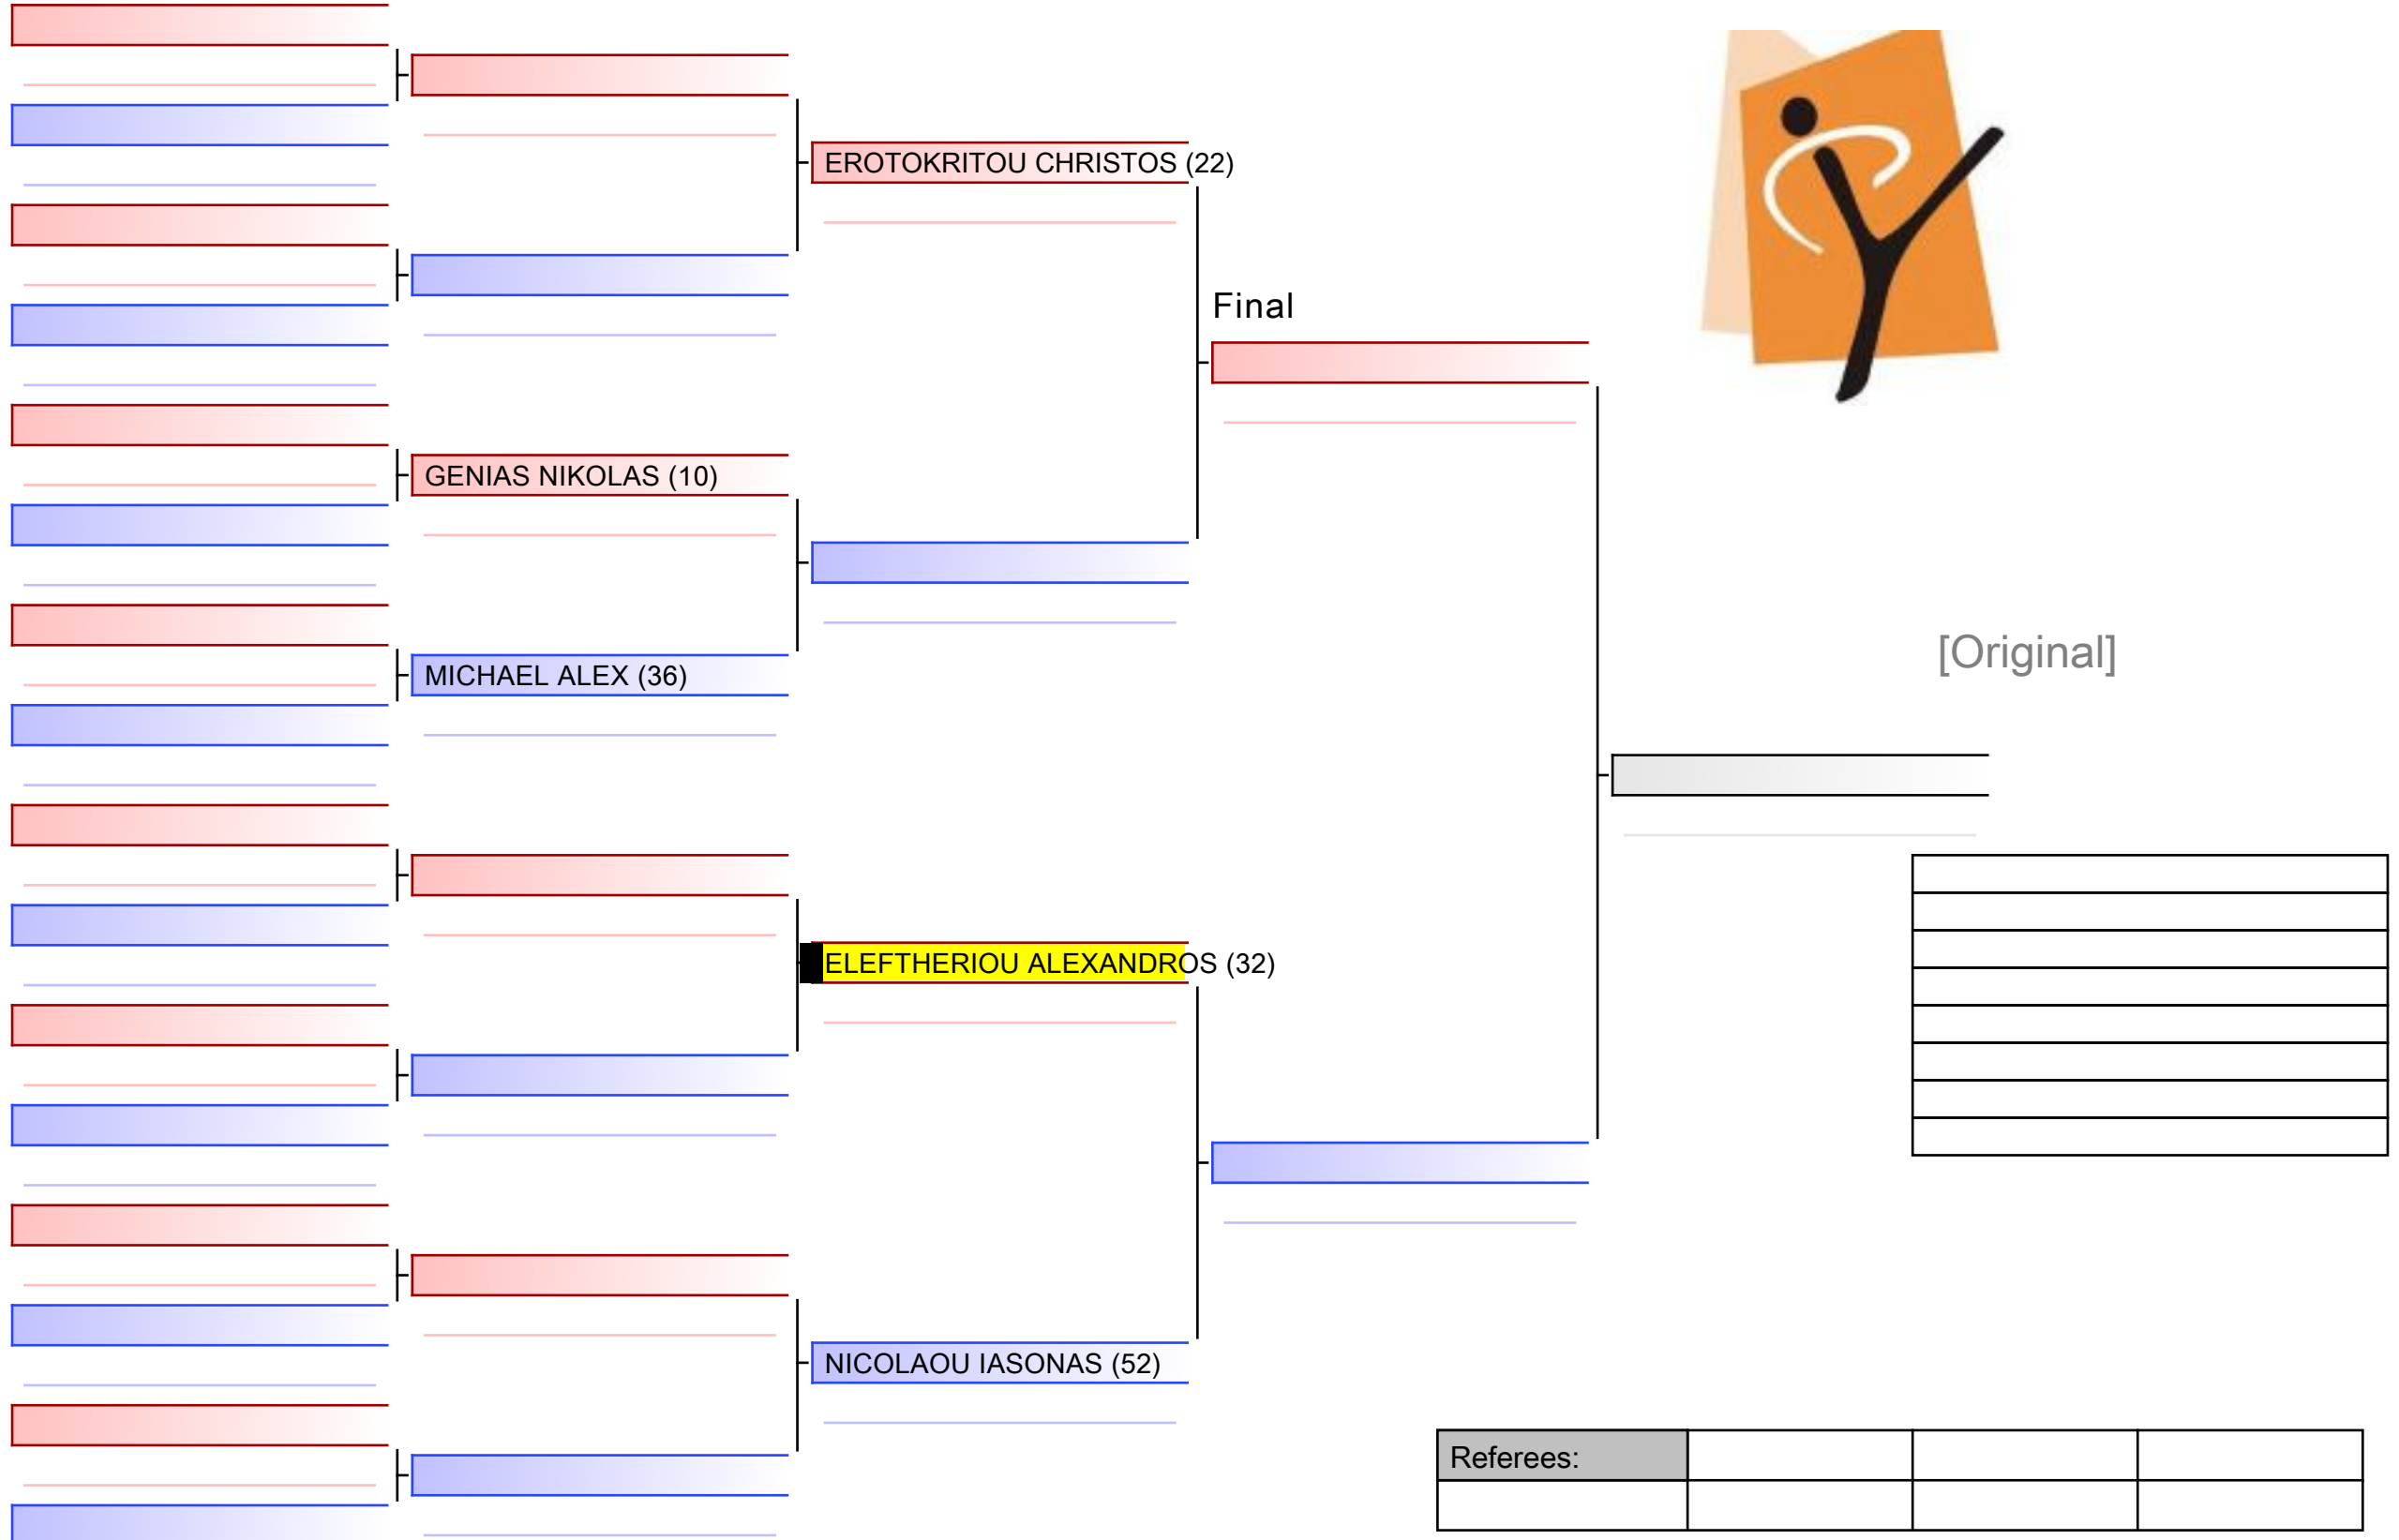 EROTOKRITOU CHRISTOS (22)
Final
GENIAS NIKOLAS (10)
MICHAEL ALEX (36)
[Original]
ELEFTHERIOU ALEXANDROS (32)
NICOLAOU IASONAS (52)
Referees: